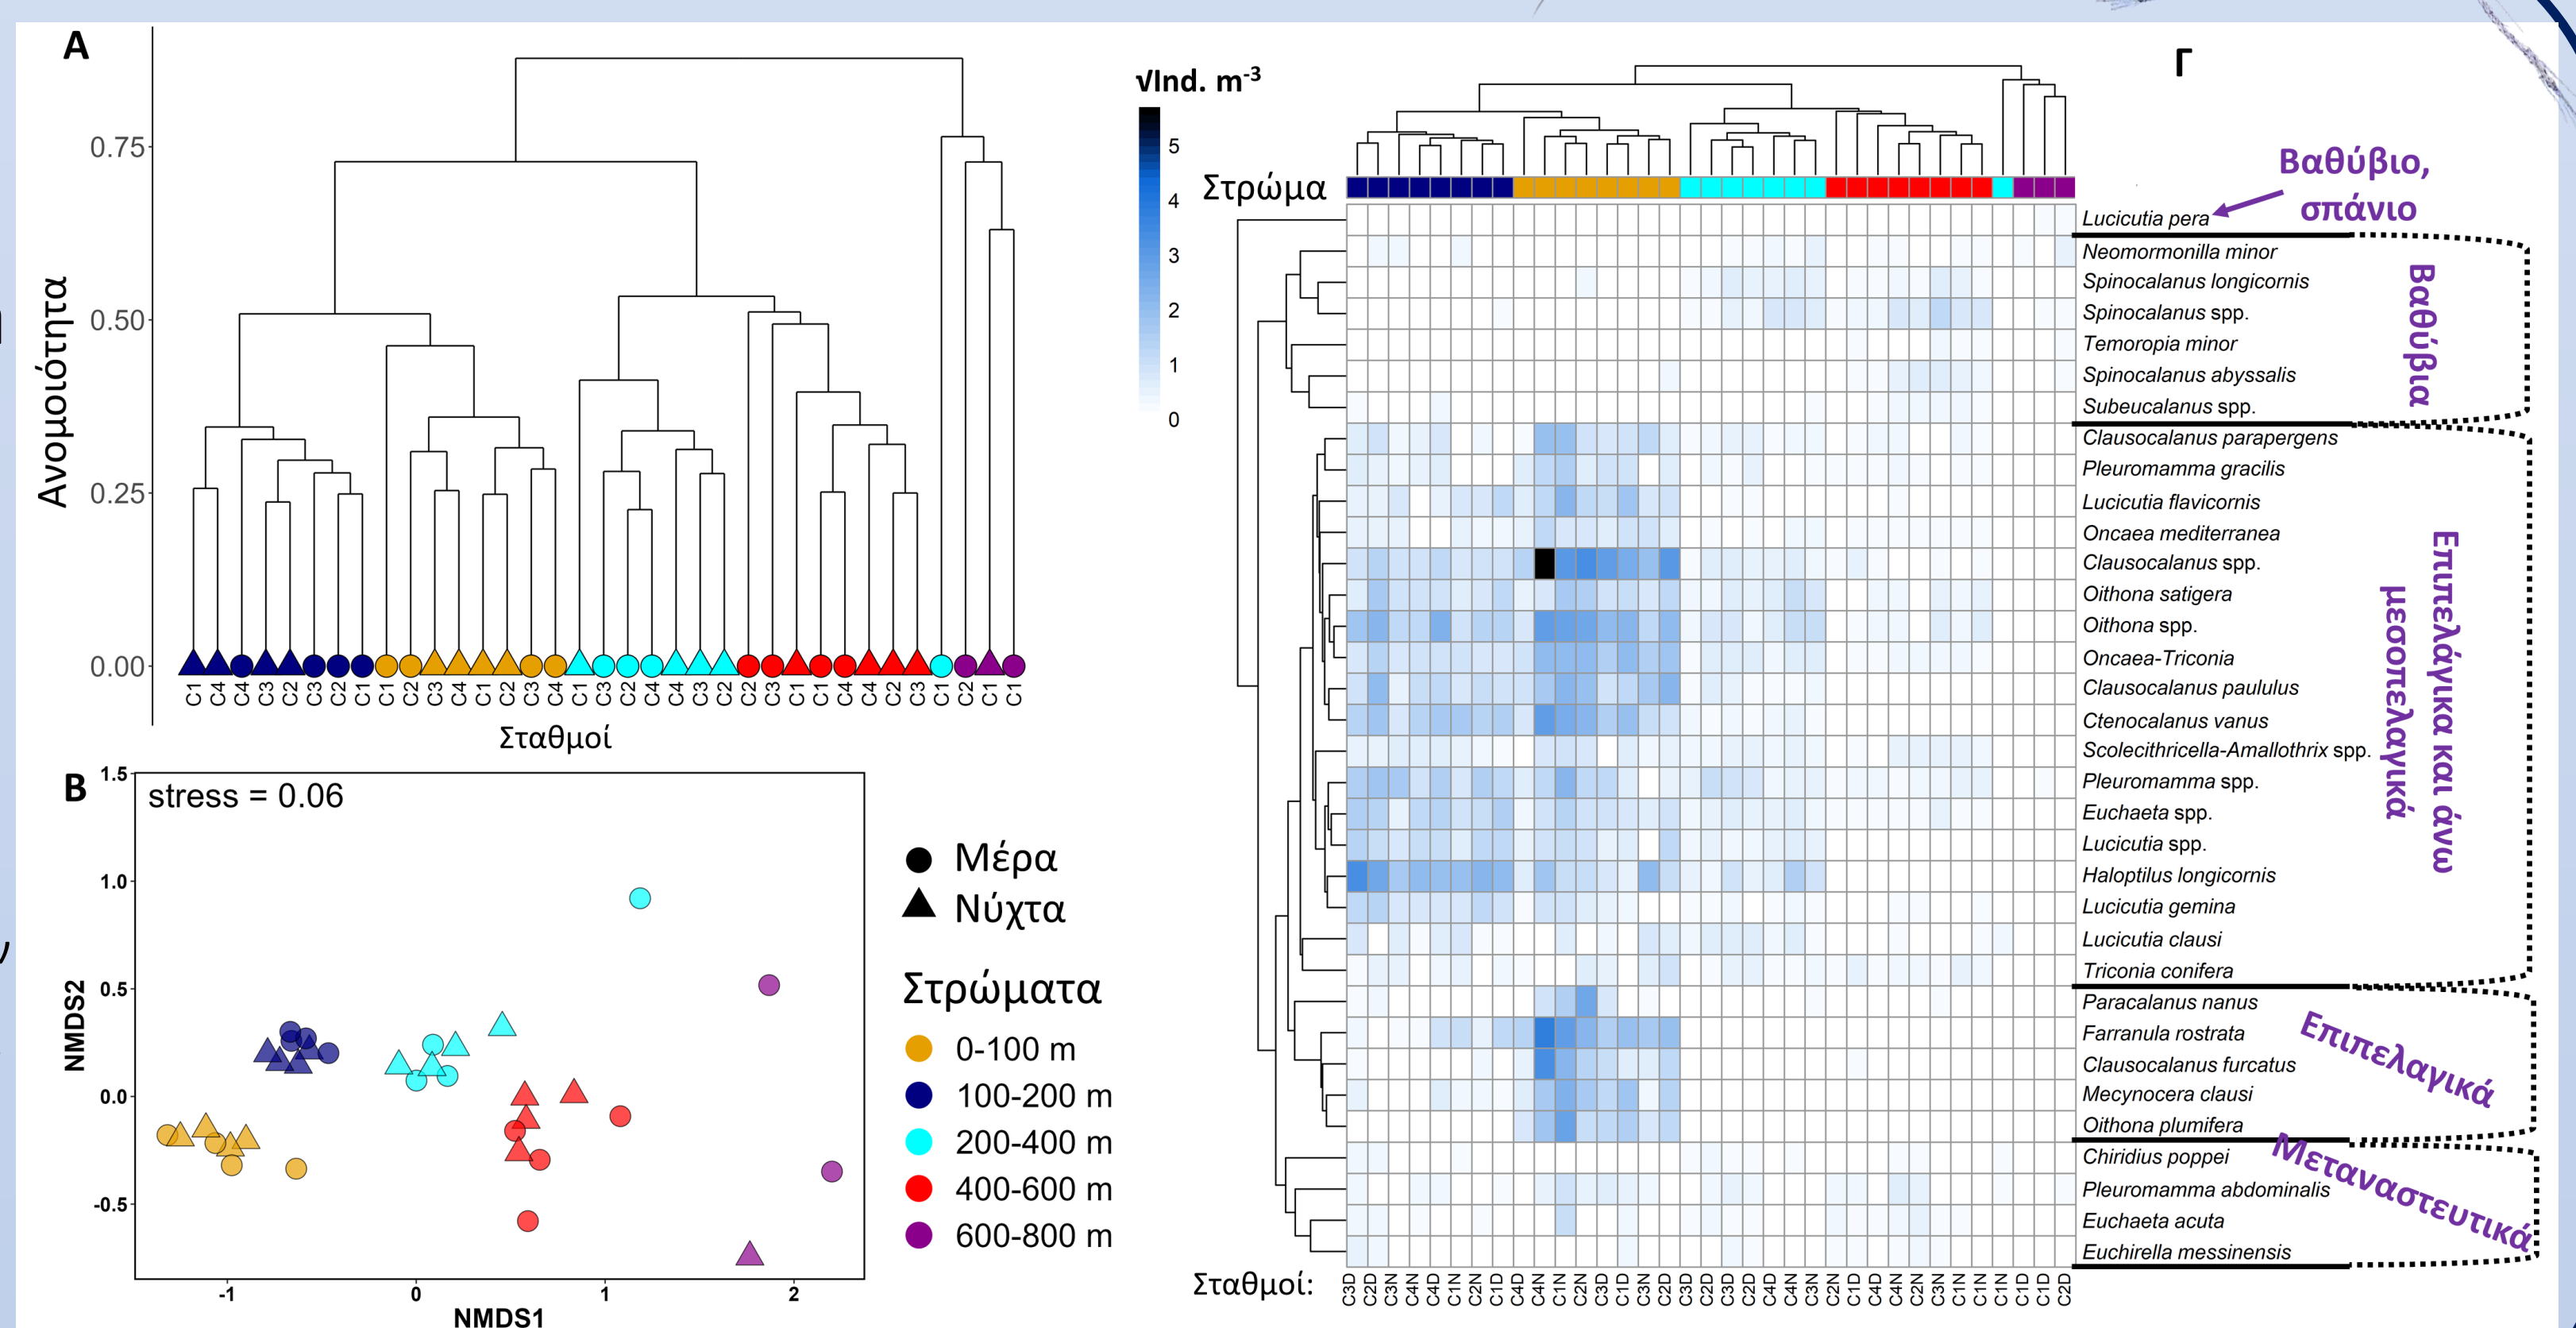 A
Ανομοιότητα
0.75
0.50
0.25
0.00
C1 C4 C4 C3 C2 C3 C2 C1 C1 C2 C3 C4 C1 C2 C3 C4 C1 C3 C2 C4 C4 C3 C2 C2 C3 C1 C1 C4 C4 C2 C3 C1 C2 C1 C1
Σταθμοί
B
stress = 0.06
NMDS2
1.5
1.0
0.5
0.0
-0.5
-1 0 1 2
NMDS1
Μέρα
Νύχτα
Στρώματα
0-100 m
100-200 m
200-400 m
400-600 m
600-800 m
Γ
√Ind. m-3
5
4
3
2
1
0
Στρώμα
Βαθύβιο,
σπάνιο
Lucicutia pera
Neomormonilla minor
Spinocalanus longicornis
Spinocalanus spp.
Temoropia minor
Spinocalanus abyssalis
Subeucalanus spp.
Βαθύβια
Clausocalanus parapergens
Pleuromamma gracilis
Lucicutia flavicornis
Oncaea mediterranea
Clausocalanus spp.
Oithona satigera
Oithona spp.
Oncaea-Triconia
Clausocalanus paululus
Ctenocalanus vanus
Scolecithricella-Amallothrix spp.
Pleuromamma spp.
Euchaeta spp.
Lucicutia spp.
Haloptilus longicornis
Lucicutia gemina
Lucicutia clausi
Triconia conifera
Επιπελάγικα και άνω
μεσοπελαγικά
Paracalanus nanus
Farranula rostrata
Clausocalanus furcatus
Mecynocera clausi
Oithona plumifera
Επιπελαγικά
Chiridius poppei
Pleuromamma abdominalis
Euchaeta acuta
Euchirella messinensis
Μεταναστευτικά
Σταθμοί:
C3D C2D C3N C4N C4D C1N C2N C1D C4D C4N C1N C2N C3D C1D C3N C2D C3D C2D C3D C2D C4D C4N C3N C2N C1D C4D C4N C2N C3N C1N C1N C1N C1D C1D C2D